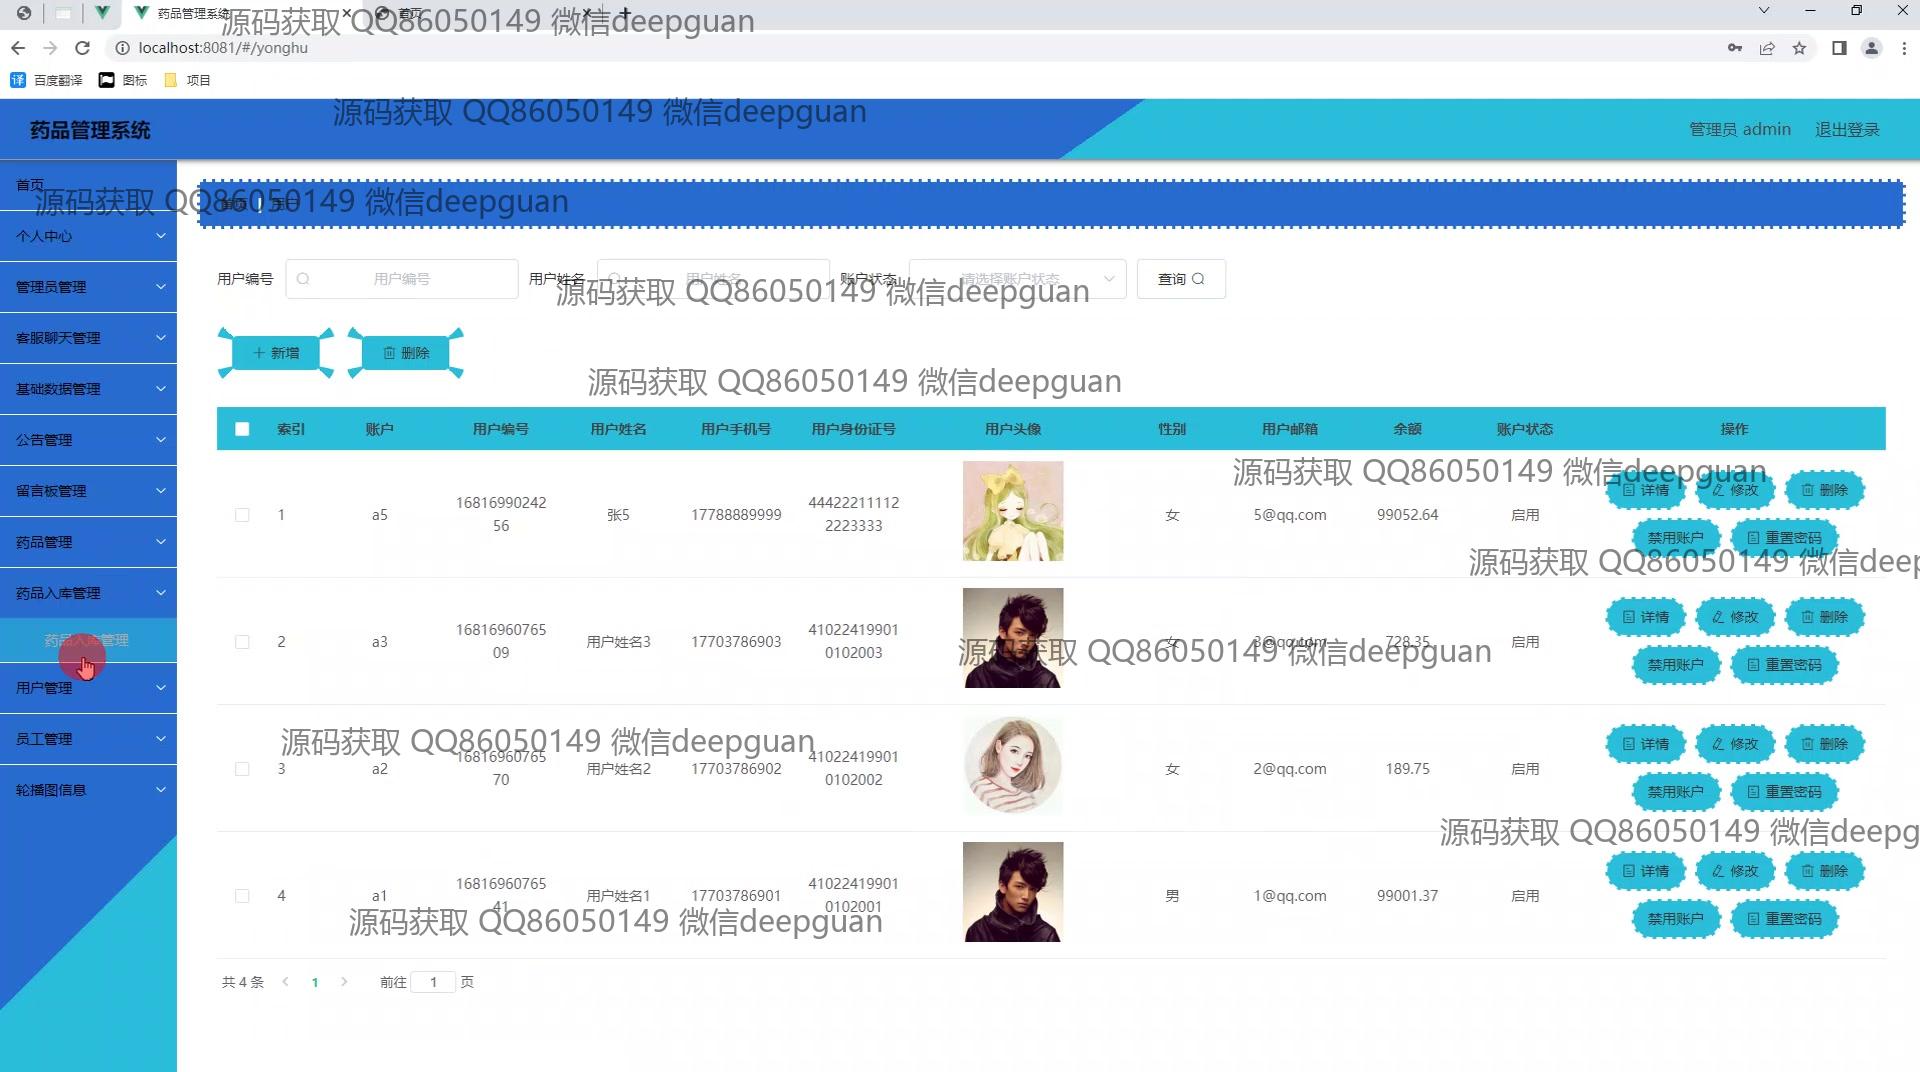 药品管理系统
首页
localhost:8081/#/yonghu
百度翻译 图标 项目
源码获取 QQ86050149 微信deepguan
源码获取 QQ86050149 微信deepguan
药品管理系统
管理员 admin 退出登录
首页
源码获取 QQ86050149 微信deepguan
个人中心
管理员管理
客服聊天管理
基础数据管理
公告管理
留言板管理
药品管理
药品入库管理
药品入库管理
用户管理
员工管理
轮播图信息
用户编号 用户编号 用户姓名 用户姓名 账户状态 请选择账户状态 查询
源码获取 QQ86050149 微信deepguan
新增 删除
源码获取 QQ86050149 微信deepguan
索引 账户 用户编号 用户姓名 用户手机号 用户身份证号 用户头像 性别 用户邮箱 余额 账户状态 操作
源码获取 QQ86050149 微信deepguan
1 a5 1681699024256 张5 17788889999 444222111122223333 女 5@qq.com 99052.64 启用 详情 修改 删除
禁用账户 重置密码
源码获取 QQ86050149 微信deep
2 a3 1681696076509 用户姓名3 17703786903 410224199010102003 女 3@qq.com 728.35 启用 详情 修改 删除
禁用账户 重置密码
源码获取 QQ86050149 微信deepguan
源码获取 QQ86050149 微信deepguan
3 a2 1681696076570 用户姓名2 17703786902 410224199010102002 女 2@qq.com 189.75 启用 详情 修改 删除
禁用账户 重置密码
源码获取 QQ86050149 微信deepg
4 a1 1681696076541 用户姓名1 17703786901 410224199010102001 男 1@qq.com 99001.37 启用 详情 修改 删除
禁用账户 重置密码
源码获取 QQ86050149 微信deepguan
共 4 条 1 前往 1 页